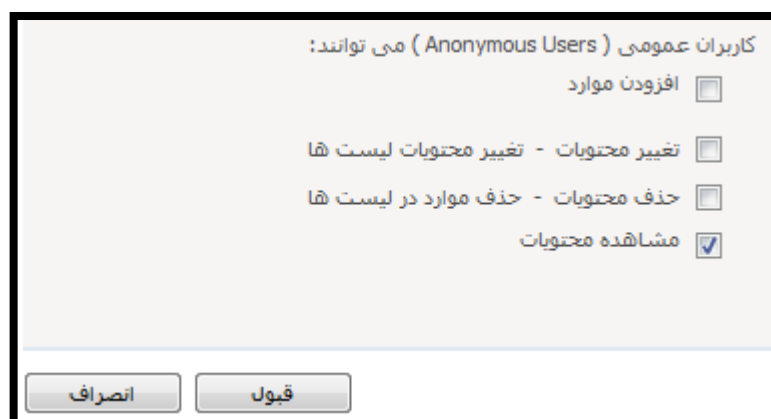 کاربران عمومی ( Anonymous Users ) می توانند:
افزودن موارد
تغییر محتویات - تغییر محتویات لیست ها
حذف محتویات - حذف موارد در لیست ها
مشاهده محتویات
قبول انصراف